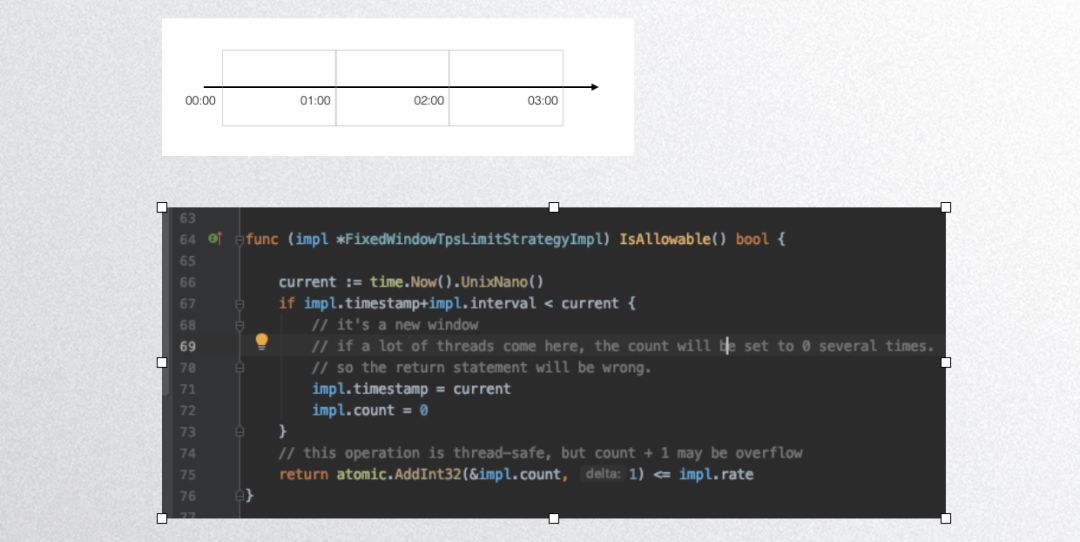 00:00 01:00 02:00 03:00
63
64 func (impl *FixedWindowTpsLimitStrategyImpl) IsAllowable() bool {
65
66 current := time.Now().UnixNano()
67 if impl.timestamp+impl.interval < current {
68 // it's a new window
69 // if a lot of threads come here, the count will be set to 0 several times.
70 // so the return statement will be wrong.
71 impl.timestamp = current
72 impl.count = 0
73 }
74 // this operation is thread-safe, but count + 1 may be overflow
75 return atomic.AddInt32(&impl.count, delta: 1) <= impl.rate
76 }
77